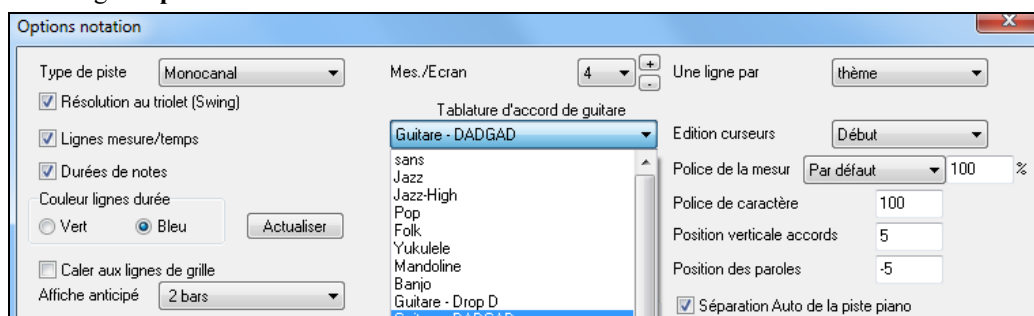 Options notation
Type de piste Monocanal
Mes./Ecran 4 + -
Une ligne par thème
Résolution au triolet (Swing)
Tablature d'accord de guitare
Lignes mesure/temps
Guitare - DADGAD
Edition curseurs Début
sans
Durées de notes
Jazz
Police de la mesur Par défaut 100 %
Couleur lignes durée
Jazz-High
Pop
Police de caractère 100
Vert Bleu Actualiser
Folk
Yukulele
Position verticale accords 5
Caler aux lignes de grille
Mandoline
Position des paroles -5
Banjo
Affiche anticipé 2 bars
Guitare - Drop D
Séparation Auto de la piste piano
Guitare - DADGAD